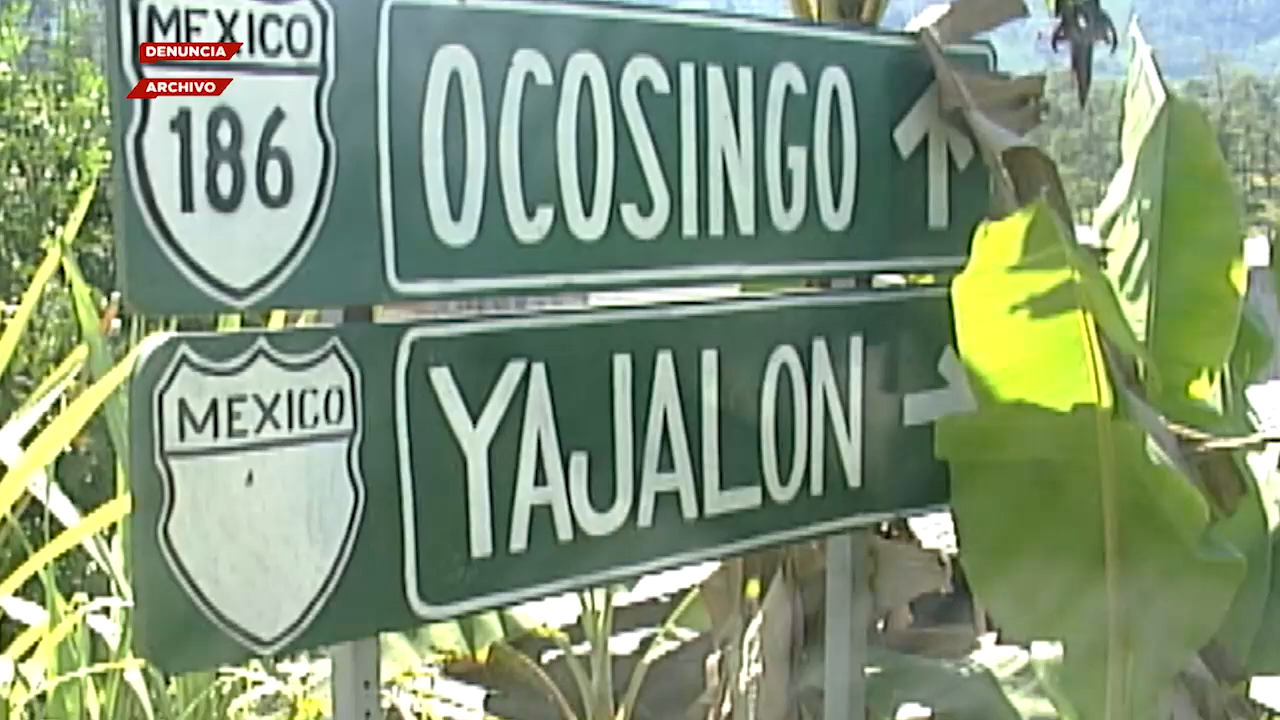 MEXICO
DENUNCIA
ARCHIVO
186
OCOSINGO
MEXICO
YAJALON